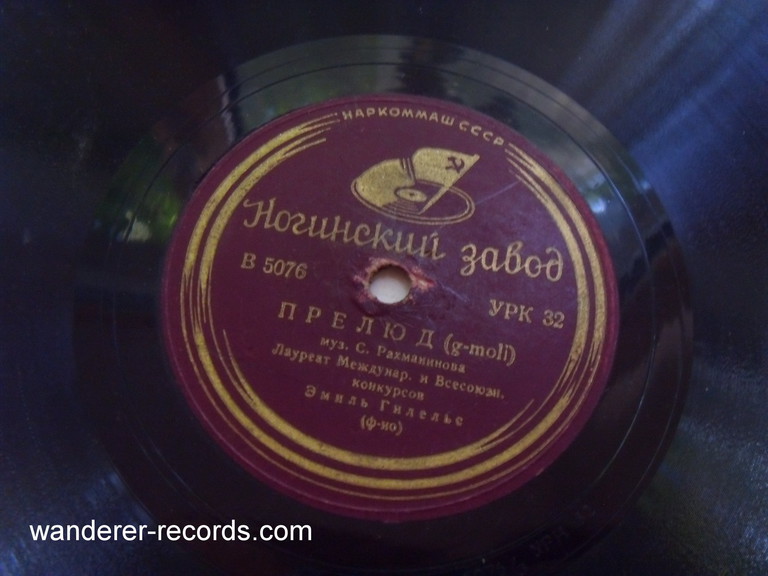 НАРКОММАШ СССР
Ногинский завод
В 5076
УРК 32
ПРЕЛЮД (g-moll)
муз. С. Рахманинова
Лауреат Междунар. и Всесоюзн.
конкурсов
Эмиль Гилельс
(ф-но)
wanderer-records.com